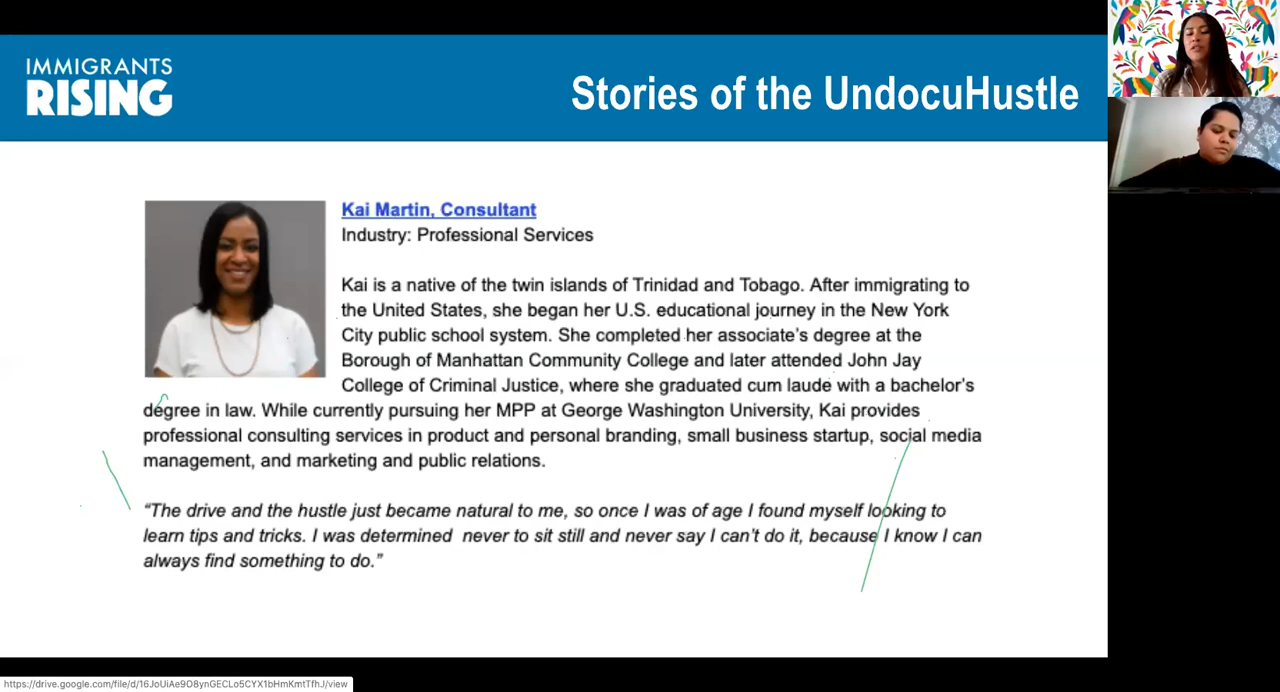 IMMIGRANTS
RISING
Stories of the UndocuHustle
Kai Martin, Consultant
Industry: Professional Services
Kai is a native of the twin islands of Trinidad and Tobago. After immigrating to
the United States, she began her U.S. educational journey in the New York
City public school system. She completed her associate's degree at the
Borough of Manhattan Community College and later attended John Jay
College of Criminal Justice, where she graduated cum laude with a bachelor's
degree in law. While currently pursuing her MPP at George Washington University, Kai provides
professional consulting services in product and personal branding, small business startup, social media
management, and marketing and public relations.
“The drive and the hustle just became natural to me, so once I was of age I found myself looking to
learn tips and tricks. I was determined  never to sit still and never say I can't do it, because I know I can
always find something to do.”
https://drive.google.com/file/d/16JoUiAe9O8ynGECLo5CYX1bHmKmtTfhJ/view